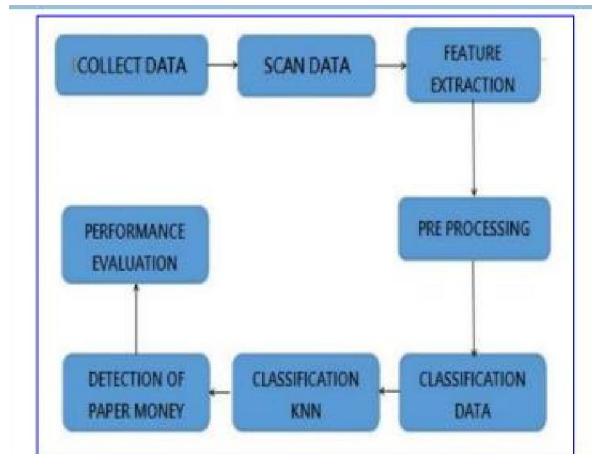 COLLECT DATA
SCAN DATA
FEATURE
EXTRACTION
PRE PROCESSING
CLASSIFICATION
DATA
CLASSIFICATION
KNN
DETECTION OF
PAPER MONEY
PERFORMANCE
EVALUATION